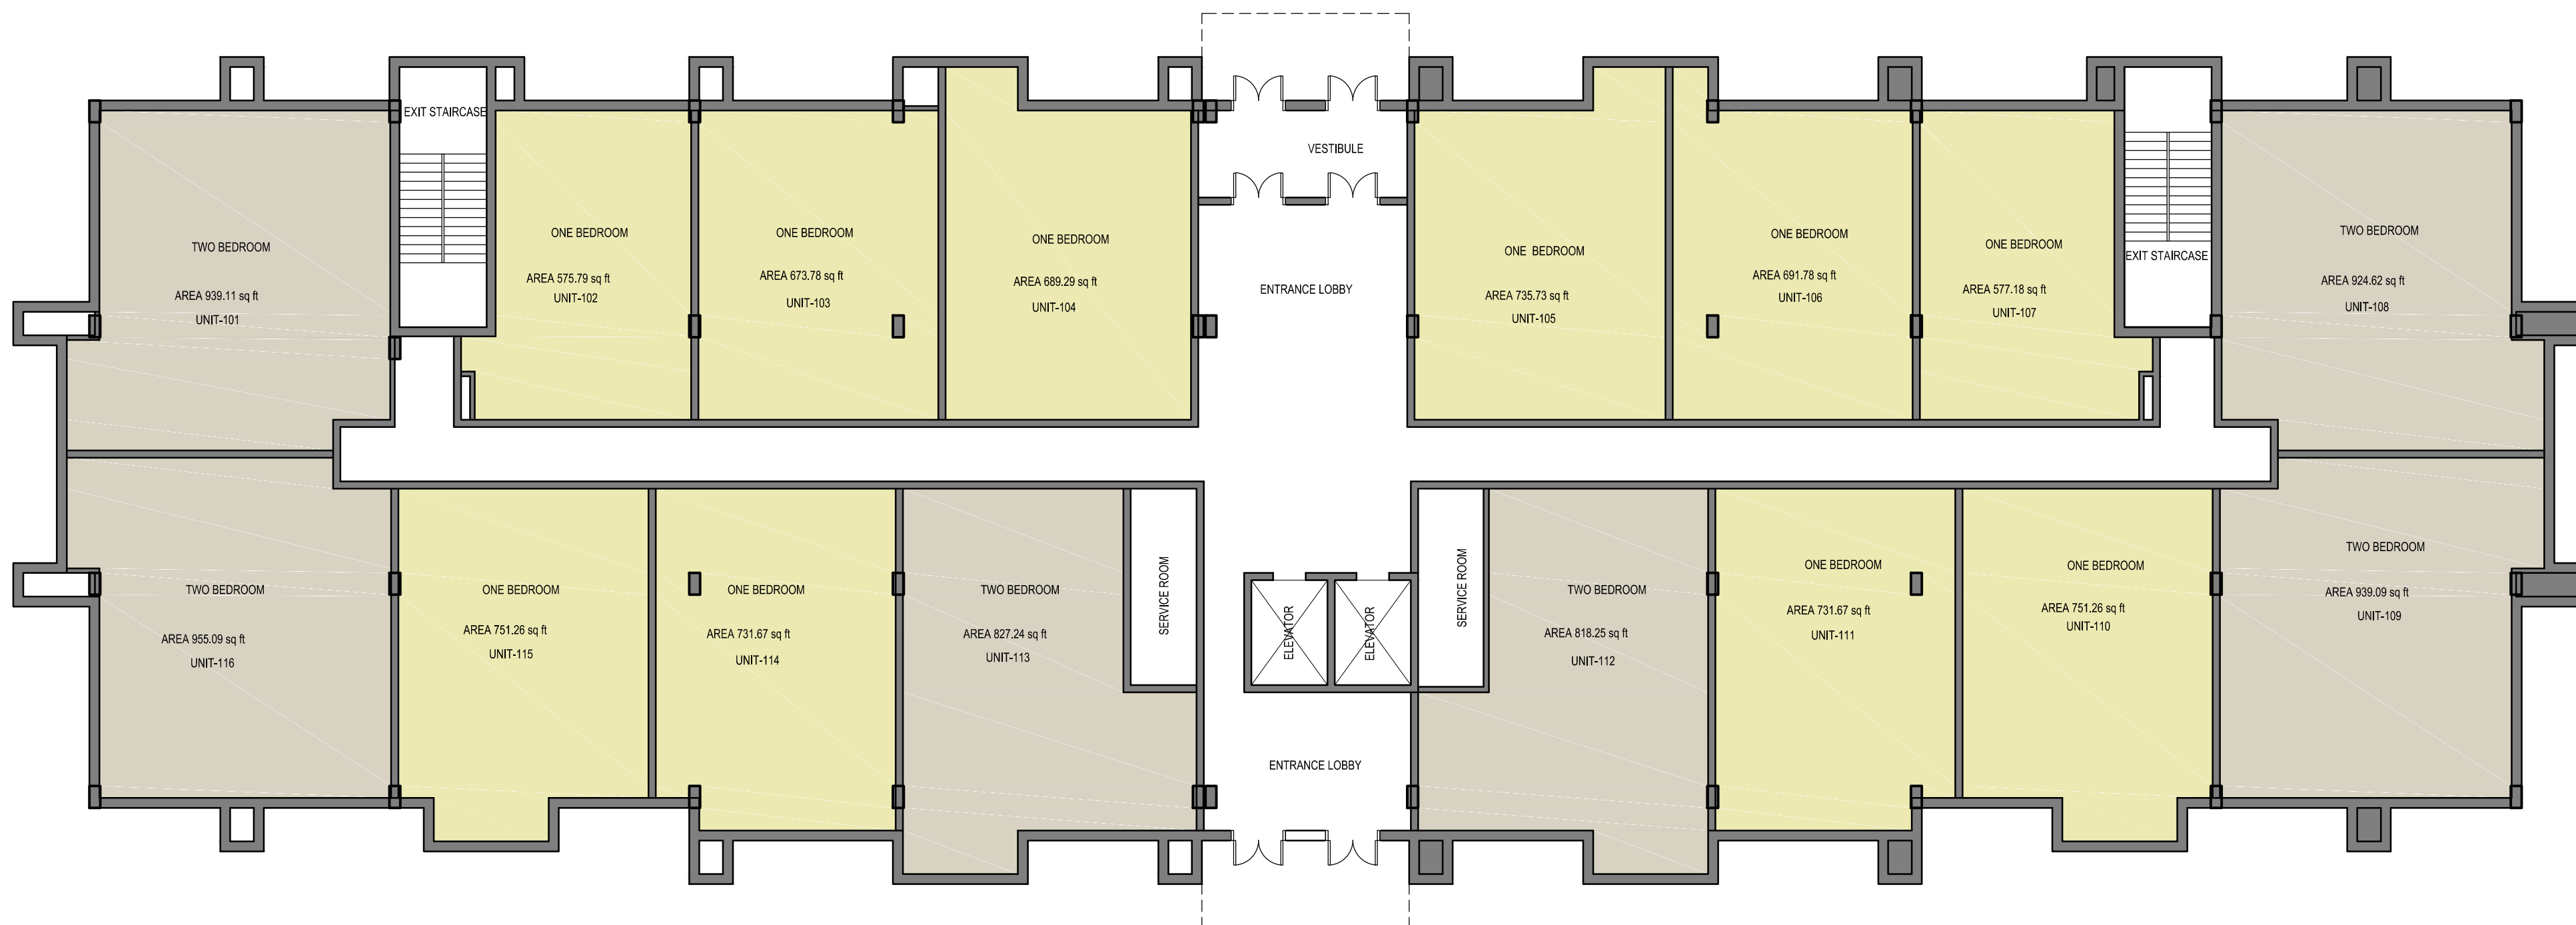 EXIT STAIRCASE
VESTIBULE
TWO BEDROOM
AREA 939.11 sq ft
UNIT-101
ONE BEDROOM
AREA 575.79 sq ft
UNIT-102
ONE BEDROOM
AREA 673.78 sq ft
UNIT-103
ONE BEDROOM
AREA 689.29 sq ft
UNIT-104
ENTRANCE LOBBY
ONE BEDROOM
AREA 735.73 sq ft
UNIT-105
ONE BEDROOM
AREA 691.78 sq ft
UNIT-106
ONE BEDROOM
AREA 577.18 sq ft
UNIT-107
EXIT STAIRCASE
TWO BEDROOM
AREA 924.62 sq ft
UNIT-108
TWO BEDROOM
AREA 955.09 sq ft
UNIT-116
ONE BEDROOM
AREA 751.26 sq ft
UNIT-115
ONE BEDROOM
AREA 731.67 sq ft
UNIT-114
TWO BEDROOM
AREA 827.24 sq ft
UNIT-113
SERVICE ROOM
ELEVATOR
ELEVATOR
SERVICE ROOM
TWO BEDROOM
AREA 818.25 sq ft
UNIT-112
ONE BEDROOM
AREA 731.67 sq ft
UNIT-111
ONE BEDROOM
AREA 751.26 sq ft
UNIT-110
TWO BEDROOM
AREA 939.09 sq ft
UNIT-109
ENTRANCE LOBBY